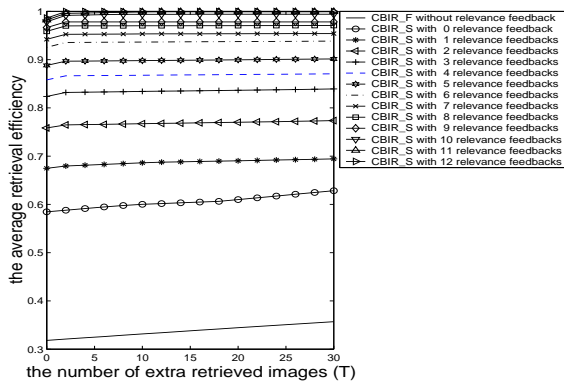 1
0.9
0.8
0.7
0.6
0.5
0.4
0.3
0
5
10
15
20
25
30
the average retrieval efficiency
the number of extra retrieved images (T)
CBIR_F without relevance feedback
CBIR_S with 0 relevance feedback
CBIR_S with 1 relevance feedbacks
CBIR_S with 2 relevance feedbacks
CBIR_S with 3 relevance feedbacks
CBIR_S with 4 relevance feedbacks
CBIR_S with 5 relevance feedbacks
CBIR_S with 6 relevance feedbacks
CBIR_S with 7 relevance feedbacks
CBIR_S with 8 relevance feedbacks
CBIR_S with 9 relevance feedbacks
CBIR_S with 10 relevance feedbacks
CBIR_S with 11 relevance feedbacks
CBIR_S with 12 relevance feedbacks